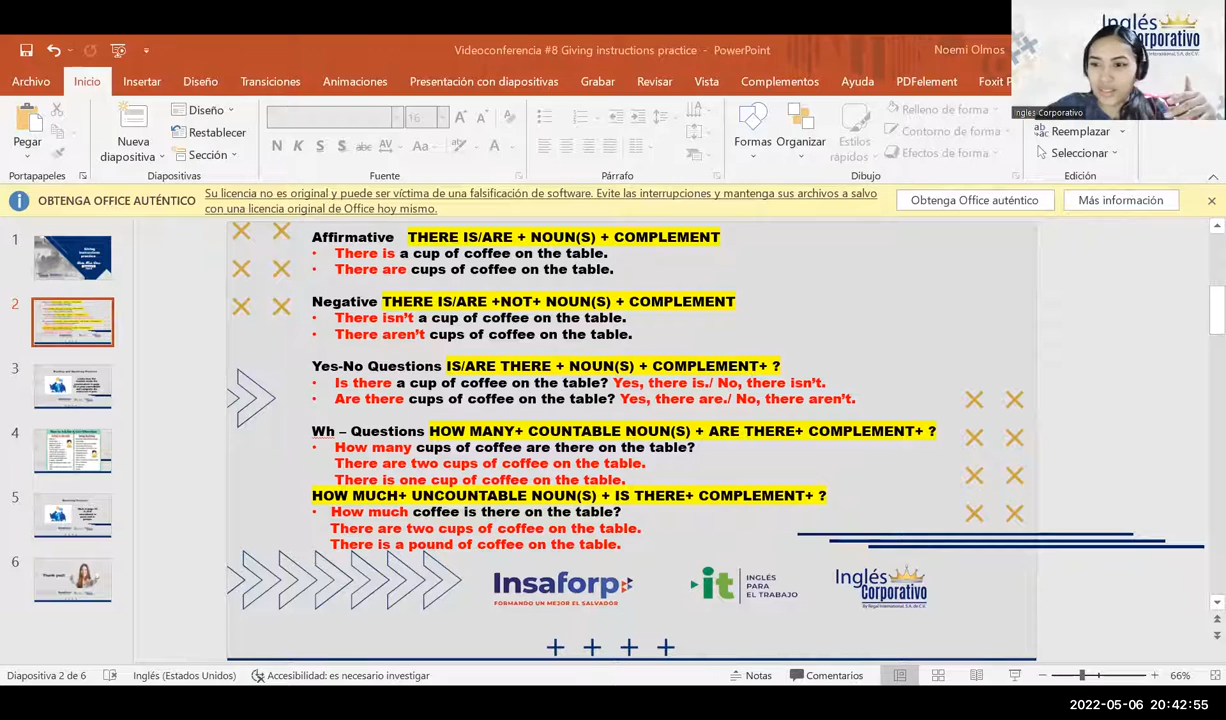 Videoconferencia #8 Giving instructions practice - PowerPoint
Noemi Olmos
Inglés
Corporativo
Ingles Corporativo
Archivo Inicio Insertar Diseño Transiciones Animaciones Presentación con diapositivas Grabar Revisar Vista Complementos Ayuda PDFelement Foxit P
Pegar
Nueva
diapositiva
Diseño
Restablecer
Sección
16
N K S S abc AV Aa A
Formas Organizar Estilos
rápidos
Relleno de forma
Contorno de forma
Efectos de forma
Reemplazar
Seleccionar
Portapapeles Diapositivas Fuente Párrafo Dibujo Edición
OBTENGA OFFICE AUTÉNTICO
Su licencia no es original y puede ser víctima de una falsificación de software. Evite las interrupciones y mantenga sus archivos a salvo
con una licencia original de Office hoy mismo.
Obtenga Office auténtico
Más información
1
2
3
4
5
6
Affirmative THERE IS/ARE + NOUN(S) + COMPLEMENT
• There is a cup of coffee on the table.
• There are cups of coffee on the table.
Negative THERE IS/ARE +NOT+ NOUN(S) + COMPLEMENT
• There isn't a cup of coffee on the table.
• There aren't cups of coffee on the table.
Yes-No Questions IS/ARE THERE + NOUN(S) + COMPLEMENT+ ?
• Is there a cup of coffee on the table? Yes, there is./ No, there isn't.
• Are there cups of coffee on the table? Yes, there are./ No, there aren't.
Wh – Questions HOW MANY+ COUNTABLE NOUN(S) + ARE THERE+ COMPLEMENT+ ?
• How many cups of coffee are there on the table?
There are two cups of coffee on the table.
There is one cup of coffee on the table.
HOW MUCH+ UNCOUNTABLE NOUN(S) + IS THERE+ COMPLEMENT+ ?
• How much coffee is there on the table?
There are two cups of coffee on the table.
There is a pound of coffee on the table.
Insaforp
FORMANDO UN MEJOR EL SALVADOR
it
INGLÉS
PARA
EL TRABAJO
Inglés
Corporativo
Diapositiva 2 de 6
Inglés (Estados Unidos)
Accesibilidad: es necesario investigar
Notas
Comentarios
66%
2022-05-06 20:42:55